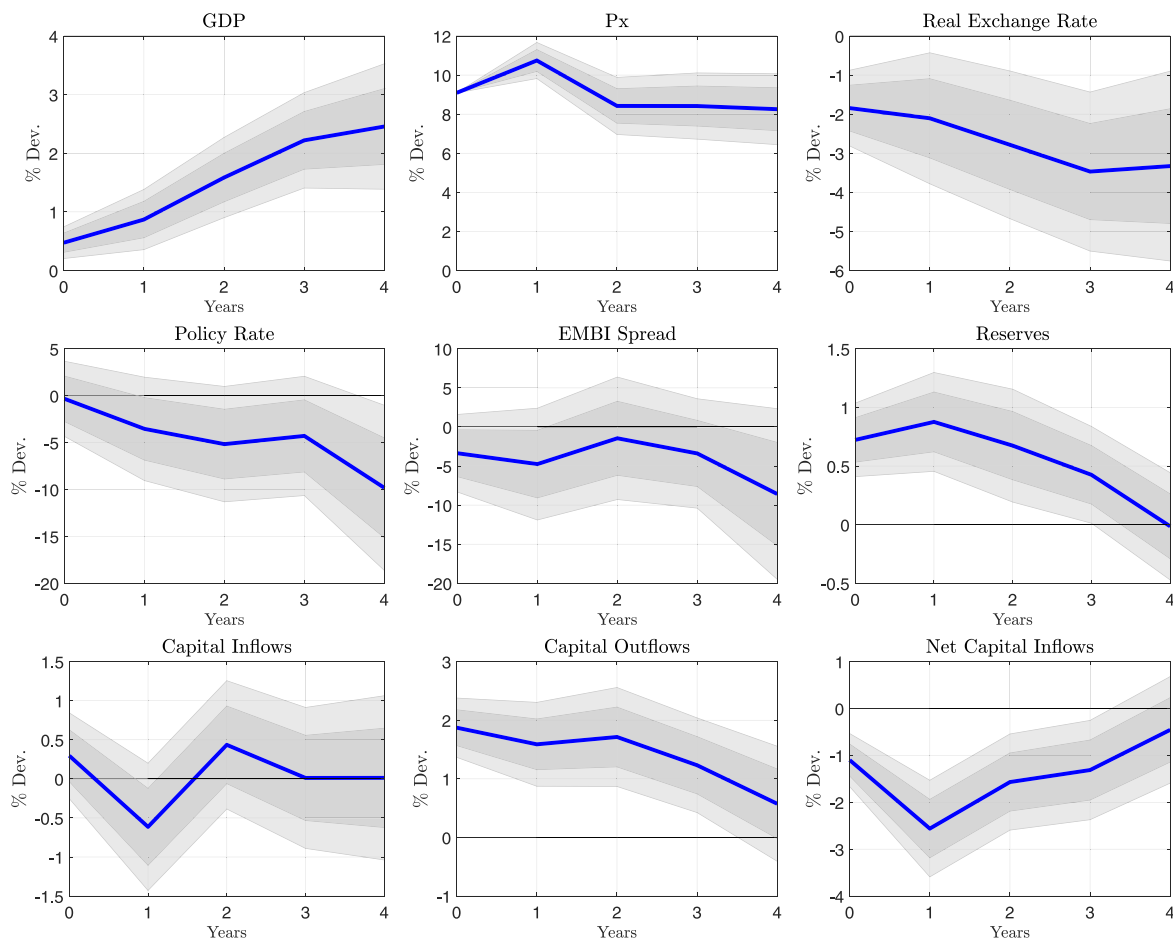 GDP
4
3
2
1
0
% Dev.
0 1 2 3 4
Years
Px
12
10
8
6
4
2
0
% Dev.
0 1 2 3 4
Years
Real Exchange Rate
0
-1
-2
-3
-4
-5
-6
% Dev.
0 1 2 3 4
Years
Policy Rate
5
0
-5
-10
-15
-20
% Dev.
0 1 2 3 4
Years
EMBI Spread
10
5
0
-5
-10
-15
-20
% Dev.
0 1 2 3 4
Years
Reserves
1.5
1
0.5
0
-0.5
% Dev.
0 1 2 3 4
Years
Capital Inflows
1.5
1
0.5
0
-0.5
-1
-1.5
% Dev.
0 1 2 3 4
Years
Capital Outflows
3
2
1
0
-1
% Dev.
0 1 2 3 4
Years
Net Capital Inflows
1
0
-1
-2
-3
-4
% Dev.
0 1 2 3 4
Years